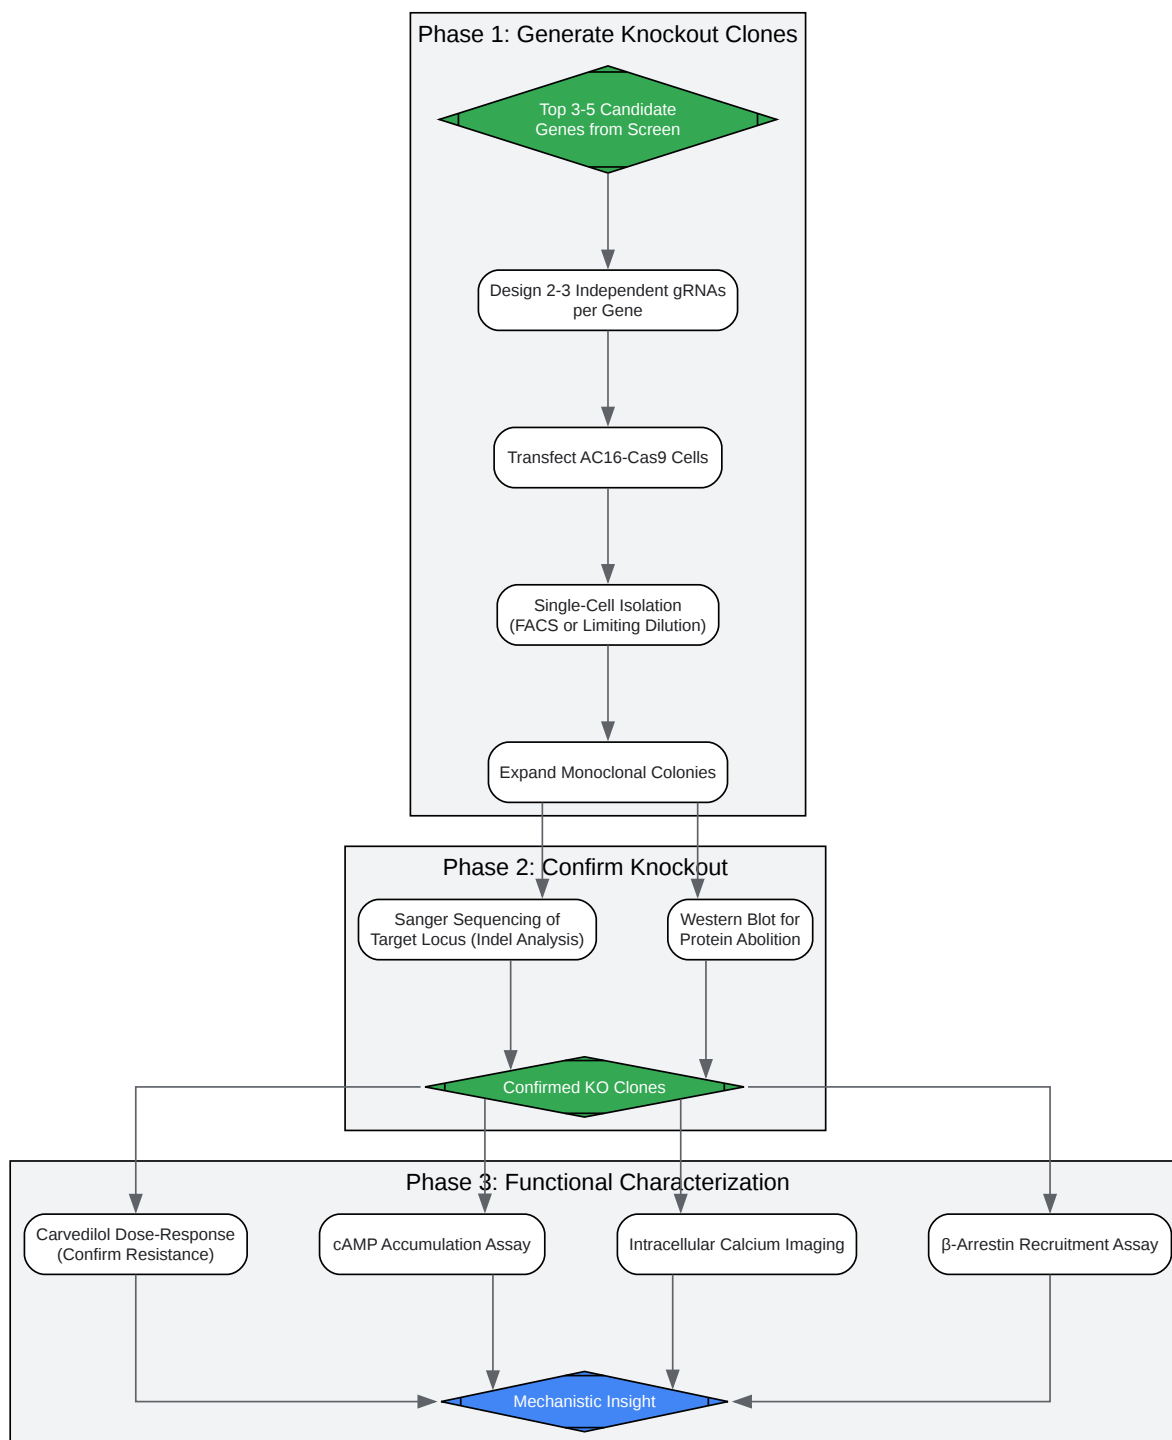 Phase 1: Generate Knockout Clones
Top 3-5 Candidate
Genes from Screen
Design 2-3 Independent gRNAs
per Gene
Transfect AC16-Cas9 Cells
Single-Cell Isolation
(FACS or Limiting Dilution)
Expand Monoclonal Colonies
Phase 2: Confirm Knockout
Sanger Sequencing of
Target Locus (Indel Analysis)
Western Blot for
Protein Abolition
Confirmed KO Clones
Phase 3: Functional Characterization
Carvedilol Dose-Response
(Confirm Resistance)
cAMP Accumulation Assay
Intracellular Calcium Imaging
β-Arrestin Recruitment Assay
Mechanistic Insight